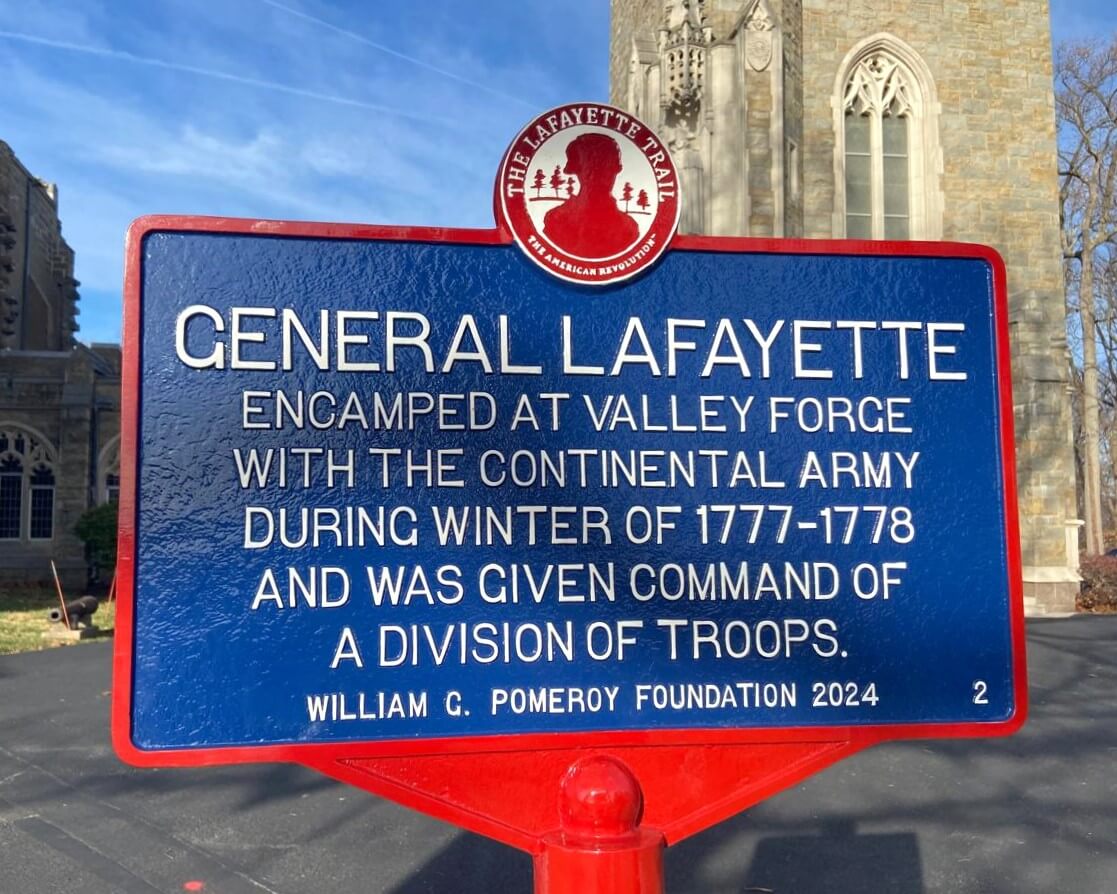 THE LAFAYETTE TRAIL
THE AMERICAN REVOLUTION™
GENERAL LAFAYETTE
ENCAMPED AT VALLEY FORGE
WITH THE CONTINENTAL ARMY
DURING WINTER OF 1777-1778
AND WAS GIVEN COMMAND OF
A DIVISION OF TROOPS.
WILLIAM G. POMEROY FOUNDATION 2024 2